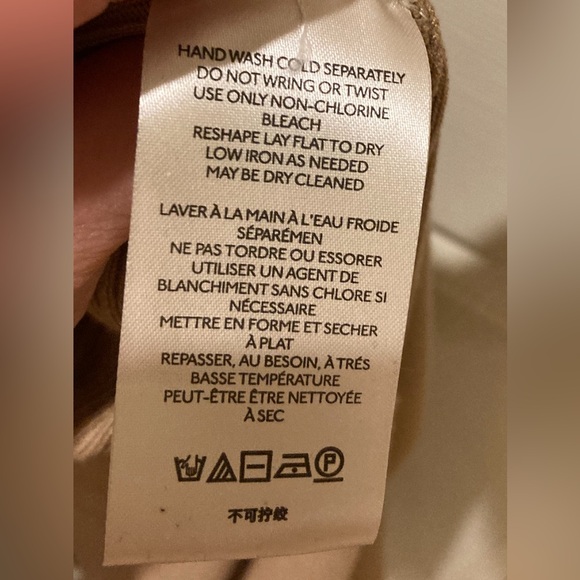 HAND WASH COLD SEPARATELY
DO NOT WRING OR TWIST
USE ONLY NON-CHLORINE
BLEACH
RESHAPE LAY FLAT TO DRY
LOW IRON AS NEEDED
MAY BE DRY CLEANED
LAVER À LA MAIN À L'EAU FROIDE
SÉPARÉMEN
NE PAS TORDRE OU ESSORER
UTILISER UN AGENT DE
BLANCHIMENT SANS CHLORE SI
NÉCESSAIRE
METTRE EN FORME ET SECHER
À PLAT
REPASSER, AU BESOIN, À TRÉS
BASSE TEMPÉRATURE
PEUT-ÊTRE ÊTRE NETTOYÉE
À SEC
P
不可拧绞